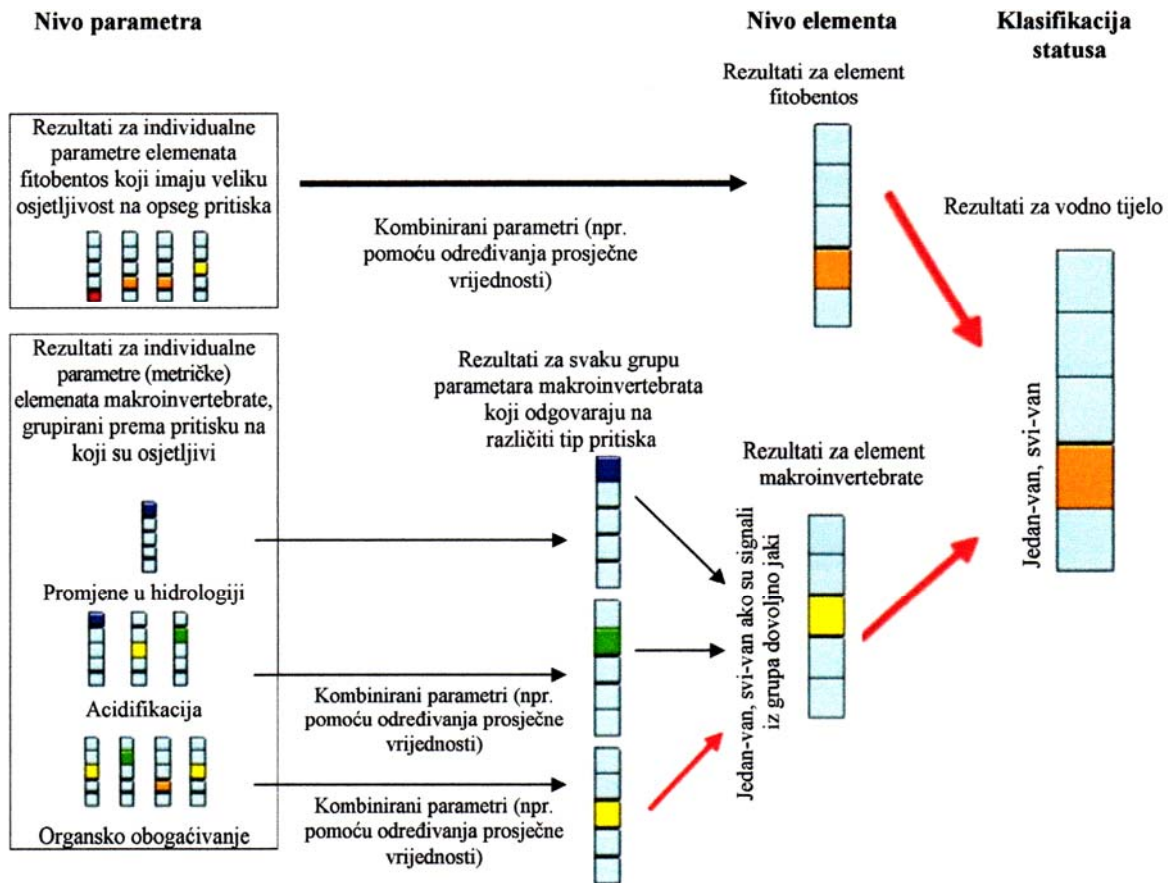 Nivo parametra
Nivo elementa
Klasifikacija
statusa
Rezultati za element
fitobentos
Rezultati za individualne
parametre elemenata
fitobentos koji imaju veliku
osjetljivost na opseg pritiska
Kombinirani parametri (npr.
pomoću određivanja prosječne
vrijednosti)
Rezultati za vodno tijelo
Jedan-van, svi-van
Rezultati za individualne
parametre (metričke)
elemenata makroinvertebrate,
grupirani prema pritisku na
koji su osjetljivi
Rezultati za svaku grupu
parametara makroinvertebrata
koji odgovaraju na
različiti tip pritiska
Rezultati za element
makroinvertebrate
Jedan-van, svi-van ako su signali
iz grupa dovoljno jaki
Promjene u hidrologiji
Acidifikacija
Kombinirani parametri (npr.
pomoću određivanja prosječne
vrijednosti)
Organsko obogaćivanje
Kombinirani parametri (npr.
pomoću određivanja prosječne
vrijednosti)